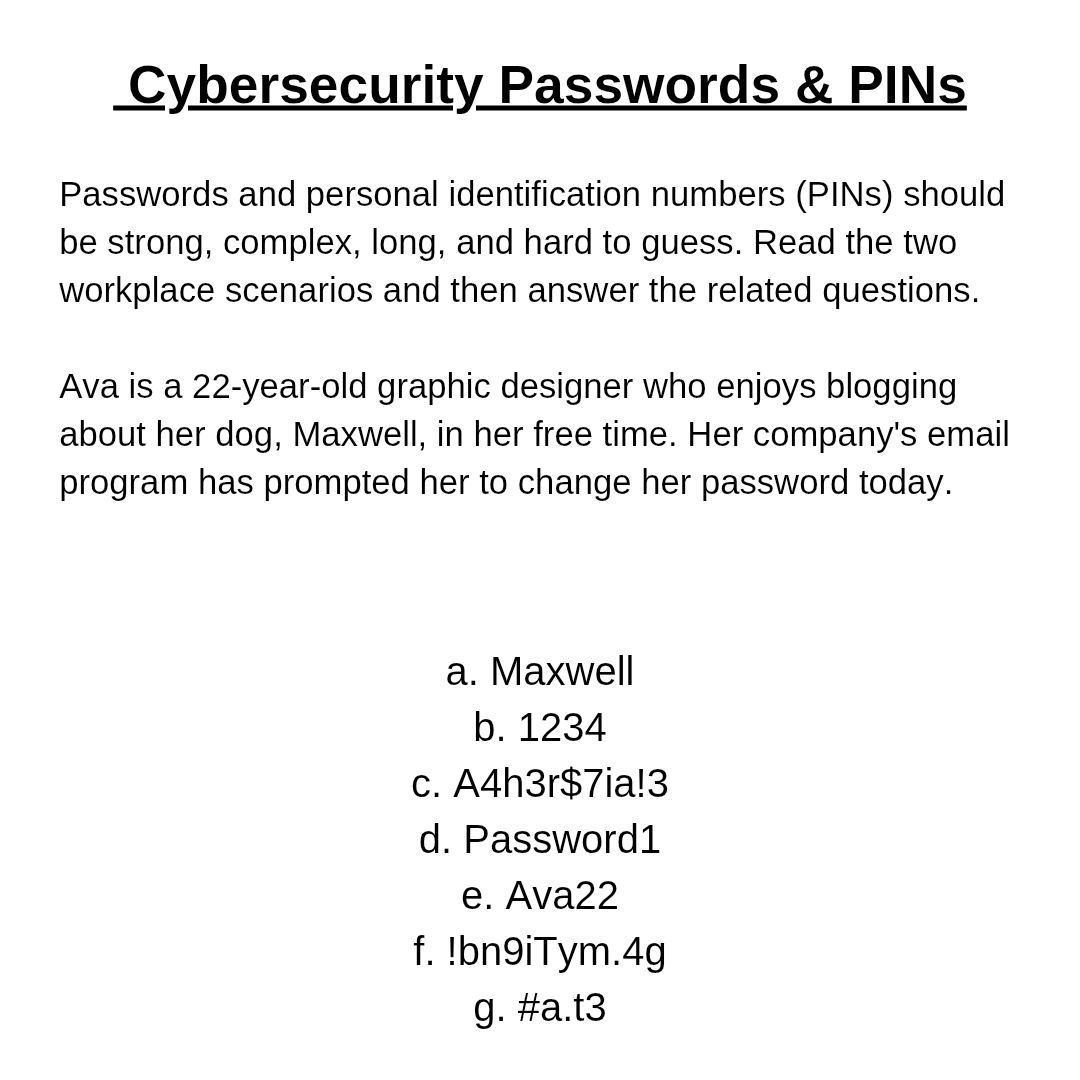 Cybersecurity Passwords & PINs
Passwords and personal identification numbers (PINs) should
be strong, complex, long, and hard to guess. Read the two
workplace scenarios and then answer the related questions.
Ava is a 22-year-old graphic designer who enjoys blogging
about her dog, Maxwell, in her free time. Her company's email
program has prompted her to change her password today.
a. Maxwell
b. 1234
c. A4h3r$7ia!3
d. Password1
e. Ava22
f. !bn9iTym.4g
g. #a.t3